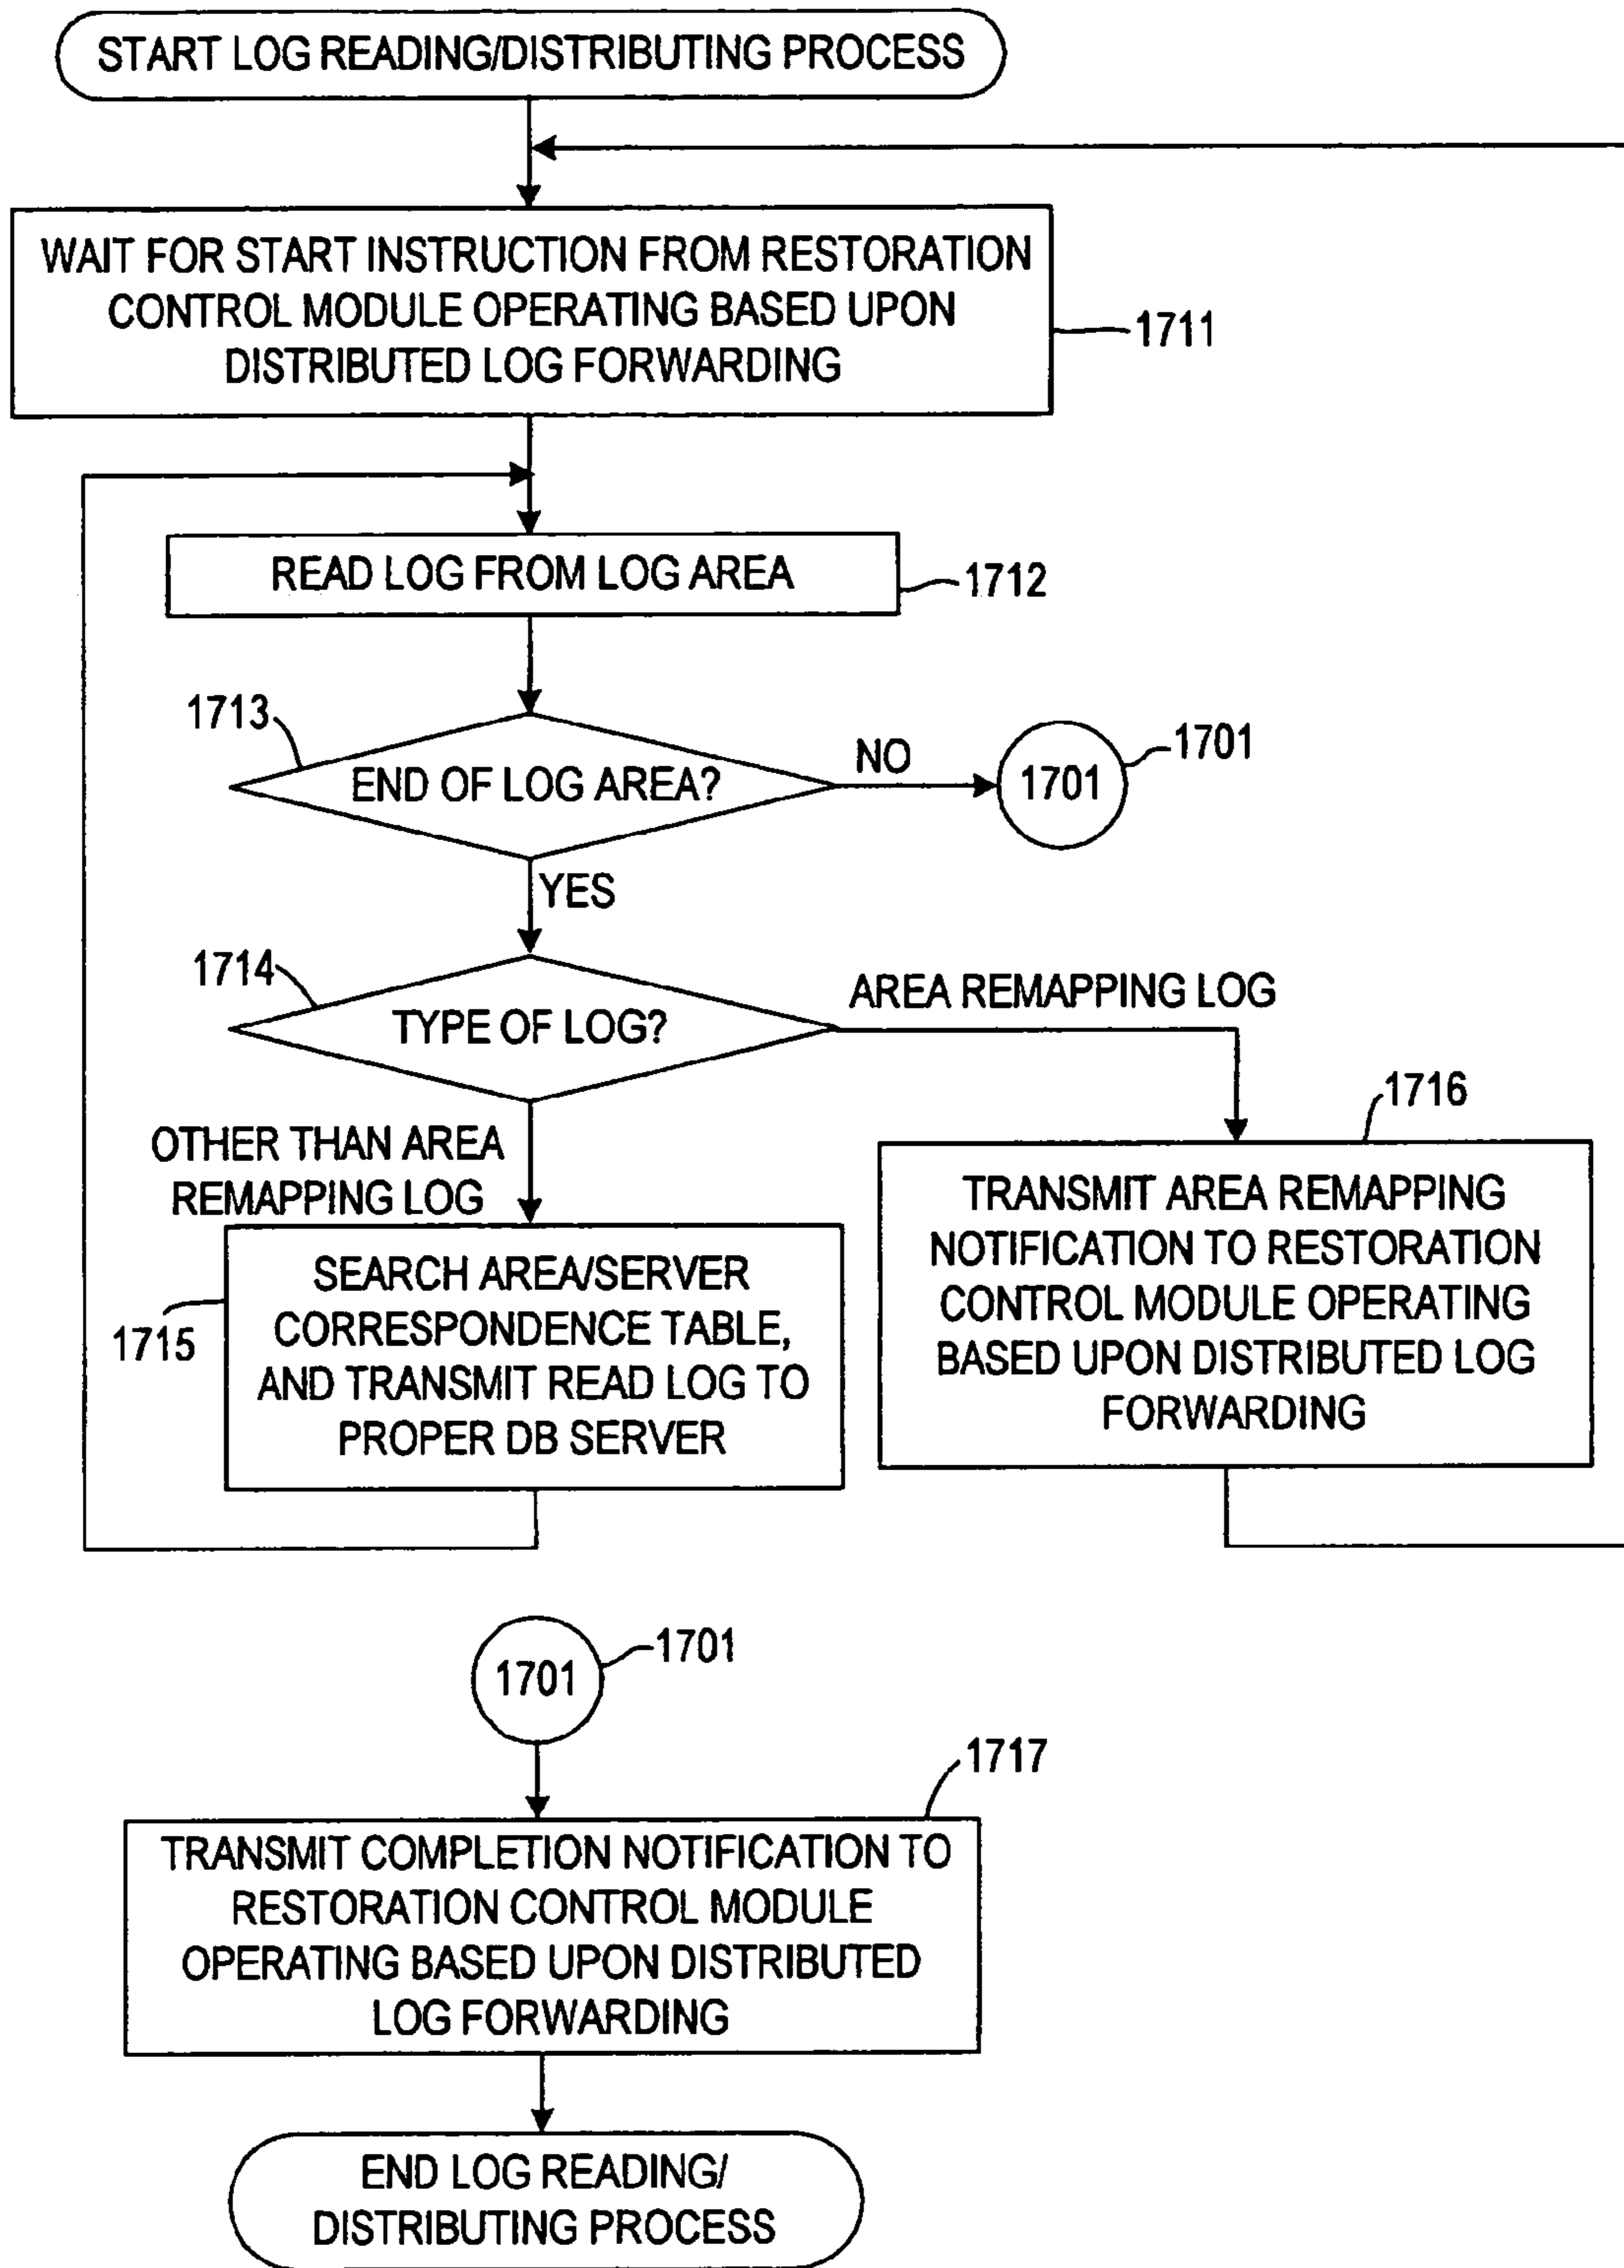 START LOG READING/DISTRIBUTING PROCESS
WAIT FOR START INSTRUCTION FROM RESTORATION
CONTROL MODULE OPERATING BASED UPON
DISTRIBUTED LOG FORWARDING
1711
READ LOG FROM LOG AREA
1712
1713
END OF LOG AREA?
NO
1701
1701
YES
1714
TYPE OF LOG?
AREA REMAPPING LOG
OTHER THAN AREA
REMAPPING LOG
1716
TRANSMIT AREA REMAPPING
NOTIFICATION TO RESTORATION
CONTROL MODULE OPERATING
BASED UPON DISTRIBUTED LOG
FORWARDING
1715
SEARCH AREA/SERVER
CORRESPONDENCE TABLE,
AND TRANSMIT READ LOG TO
PROPER DB SERVER
1701
1701
1717
TRANSMIT COMPLETION NOTIFICATION TO
RESTORATION CONTROL MODULE
OPERATING BASED UPON DISTRIBUTED
LOG FORWARDING
END LOG READING/
DISTRIBUTING PROCESS